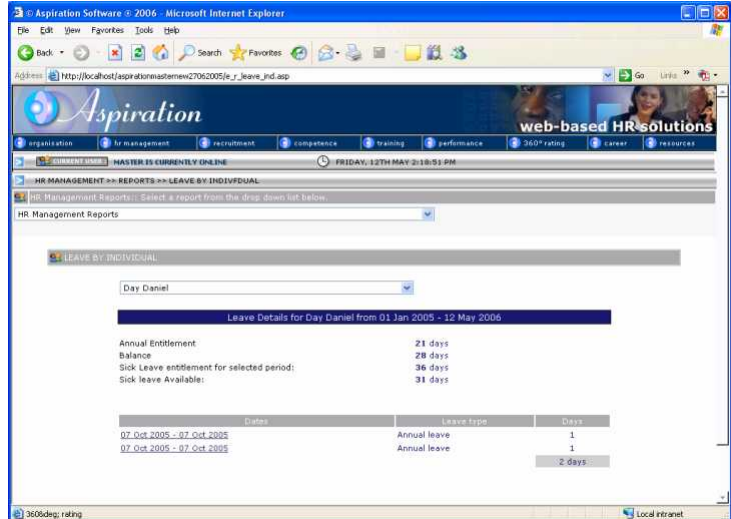 © Aspiration Software © 2006 - Microsoft Internet Explorer
File Edit View Favorites Tools Help
Back Search Favorites
Address http://localhost/aspirationmasternew27062005/e_r_leave_ind.asp Go Links »
Aspiration
web-based HR solutions
organisation hr management recruitment competence training performance 360° rating career resources
CURRENT USER MASTER IS CURRENTLY ONLINE FRIDAY, 12TH MAY 2:18:51 PM
HR MANAGEMENT >> REPORTS >> LEAVE BY INDIVIDUAL
HR Management Reports:: Select a report from the drop down list below.
HR Management Reports
LEAVE BY INDIVIDUAL
Day Daniel
Leave Details for Day Daniel from 01 Jan 2005 - 12 May 2006
Annual Entitlement 21 days
Balance 28 days
Sick Leave entitlement for selected period: 36 days
Sick leave Available: 31 days
Dates Leave type Days
07 Oct 2005 - 07 Oct 2005 Annual leave 1
07 Oct 2005 - 07 Oct 2005 Annual leave 1
2 days
360&deg; rating Local intranet